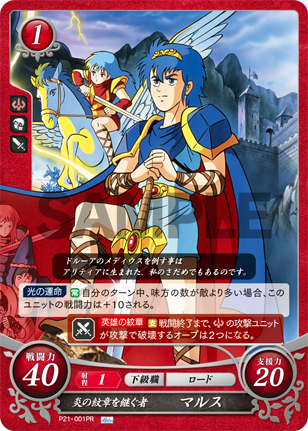 1
SAMPLE
ドルーアのメディウスを倒す事は
アリティアに生まれた、私のさだめでもあるのです。
光の運命 常 自分のターン中、味方の数が敵より多い場合、この
ユニットの戦闘力は+10される。
英雄の紋章 支 戦闘終了まで、の攻撃ユニット
が攻撃で破壊するオーブは2つになる。
戦闘力
40
射程 1 下級職 ロード
支援力
20
炎の紋章を継ぐ者 マルス
P21-001PR